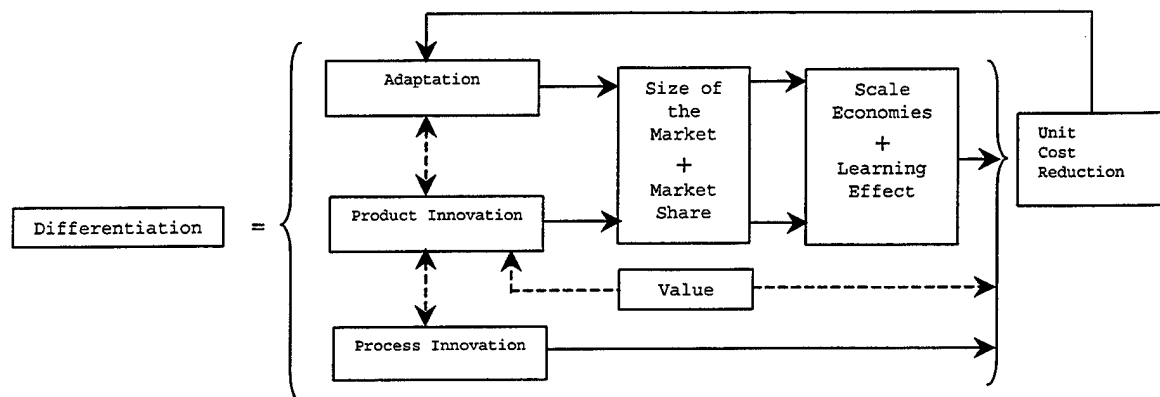 Differentiation
=
Adaptation
Product Innovation
Process Innovation
Size of
the
Market
+
Market
Share
Value
Scale
Economies
+
Learning
Effect
Unit
Cost
Reduction